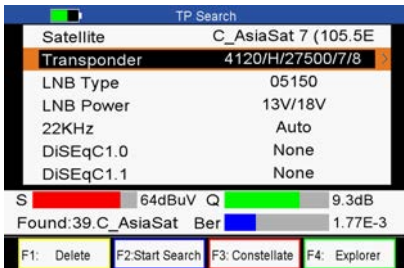 TP Search
Satellite C_AsiaSat 7 (105.5E
Transponder 4120/H/27500/7/8 >
LNB Type 05150
LNB Power 13V/18V
22KHz Auto
DiSEqC1.0 None
DiSEqC1.1 None
S 64dBuV Q 9.3dB
Found:39.C_AsiaSat Ber 1.77E-3
F1: Delete F2:Start Search F3: Constellate F4: Explorer